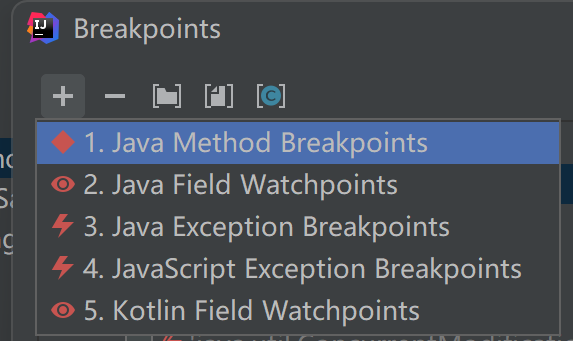 IJ
Breakpoints
1. Java Method Breakpoints
2. Java Field Watchpoints
3. Java Exception Breakpoints
4. JavaScript Exception Breakpoints
5. Kotlin Field Watchpoints